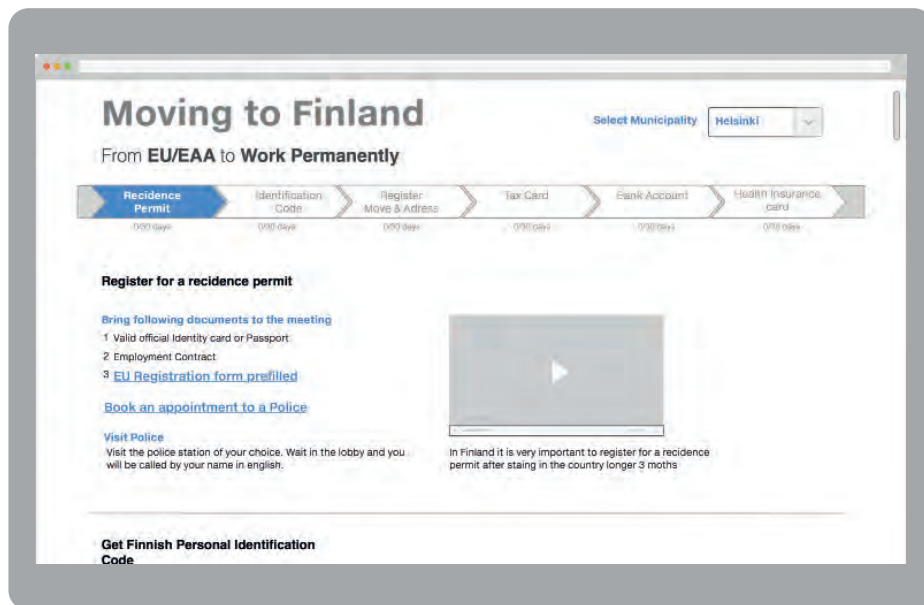 Moving to Finland
Select Municipality Helsinki
From EU/EAA to Work Permanently
Recidence
Permit
Identification
Code
Register
Move & Adress
Tax Card
Bank Account
Health Insurance
card
0/30 days
0/30 days
0/30 days
0/30 days
0/30 days
0/30 days
Register for a recidence permit
Bring following documents to the meeting
1 Valid official Identity card or Passport
2 Employment Contract
3 EU Registration form prefilled
Book an appointment to a Police
Visit Police
Visit the police station of your choice. Wait in the lobby and you
will be called by your name in english.
In Finland it is very important to register for a recidence
permit after staing in the country longer 3 moths
Get Finnish Personal Identification
Code